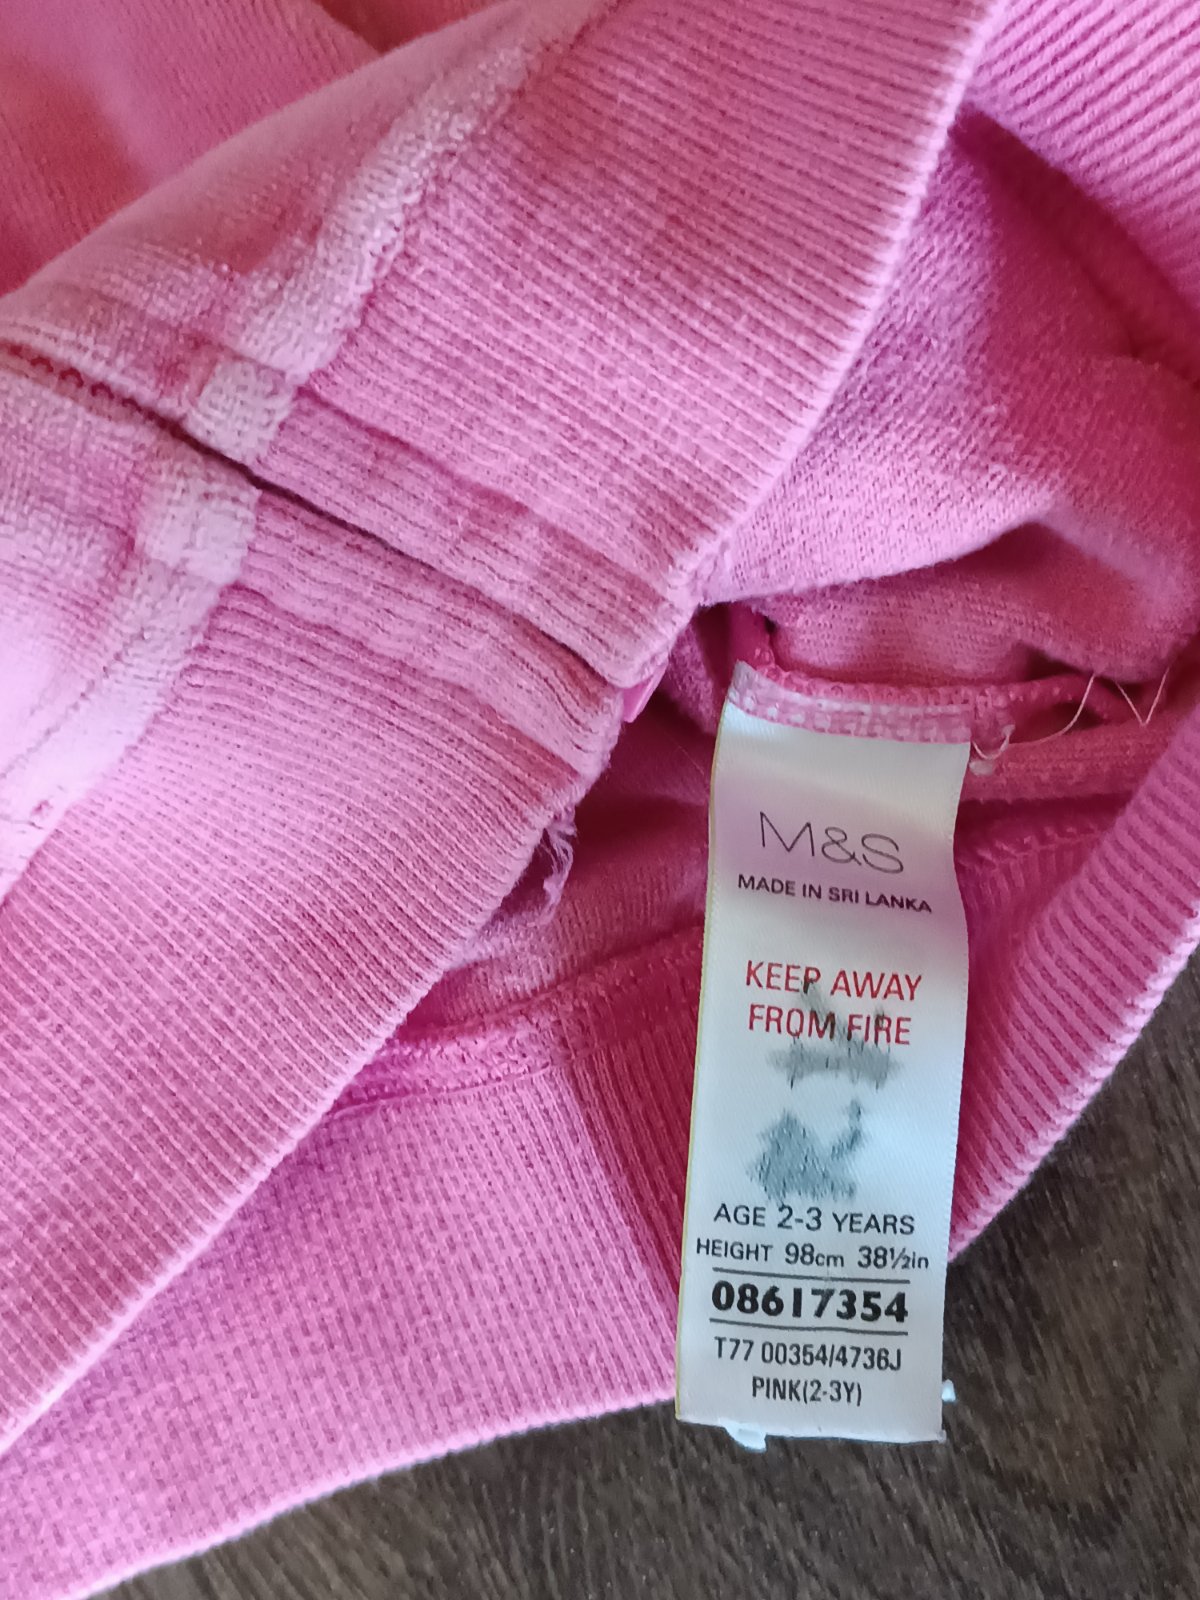 M&S
MADE IN SRI LANKA
KEEP AWAY
FROM FIRE
AGE 2-3 YEARS
HEIGHT 98cm 38½in
08617354
T77 00354/4736J
PINK(2-3Y)